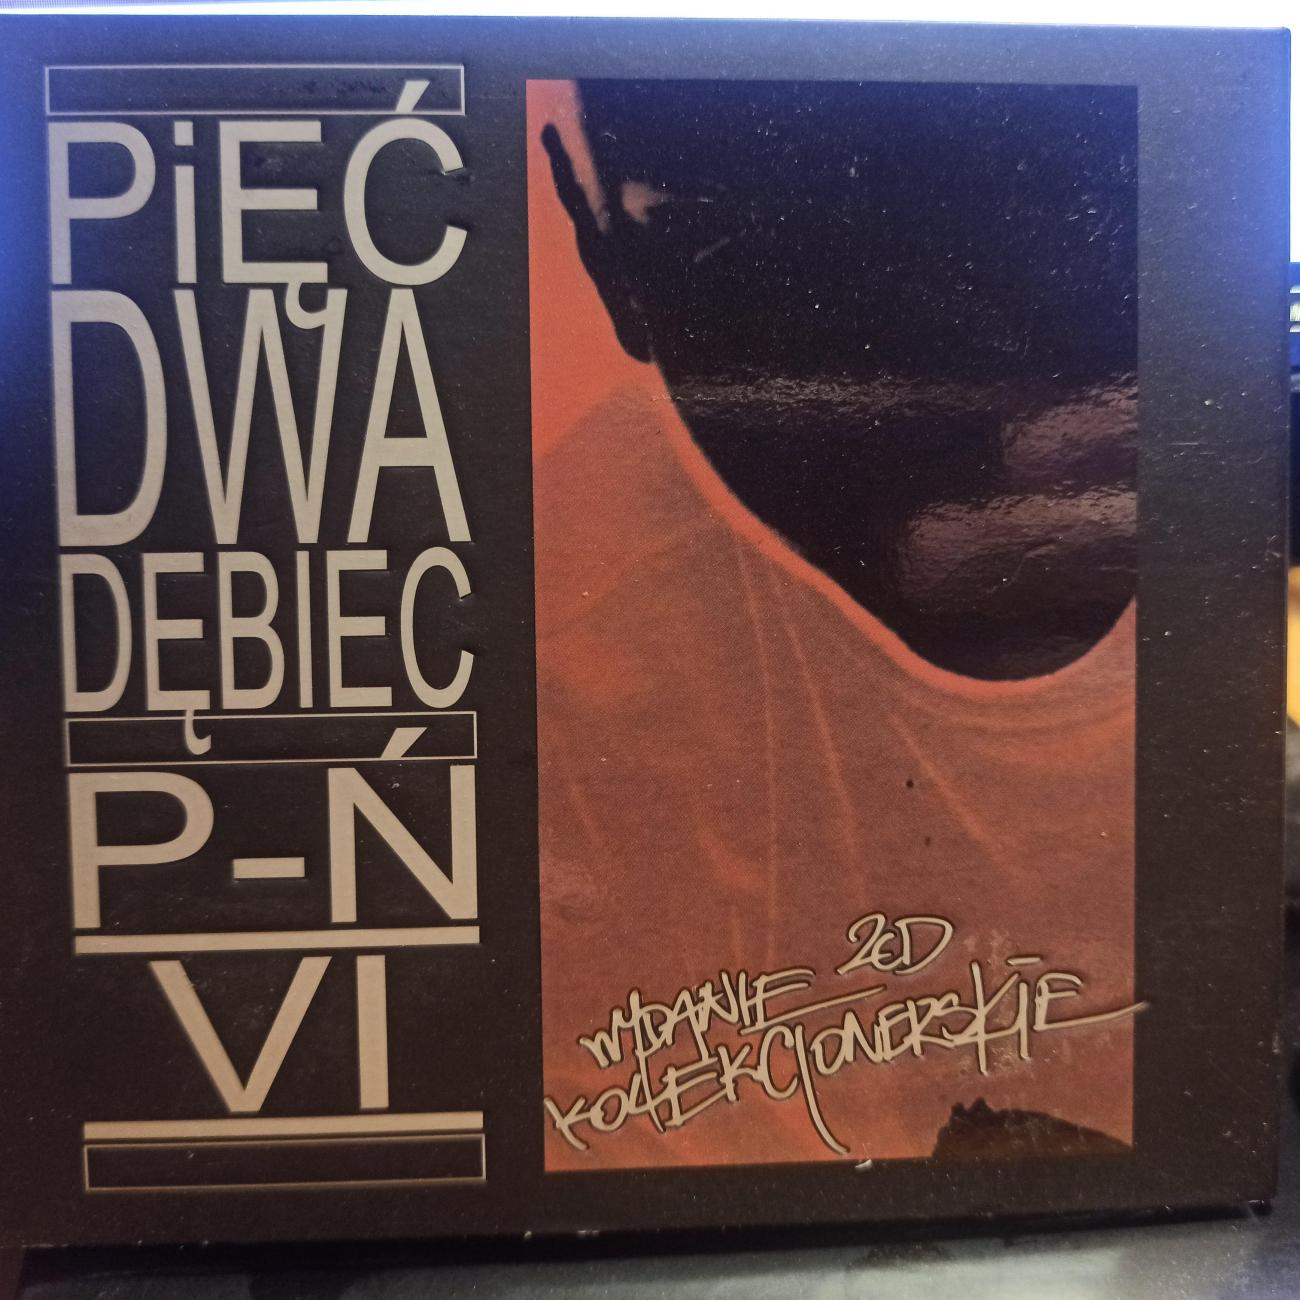 PiĘĆ
DWA
DĘBIEC
P-Ń
VI
2CD
WYDANIE
KOLEKCJONERSKIE